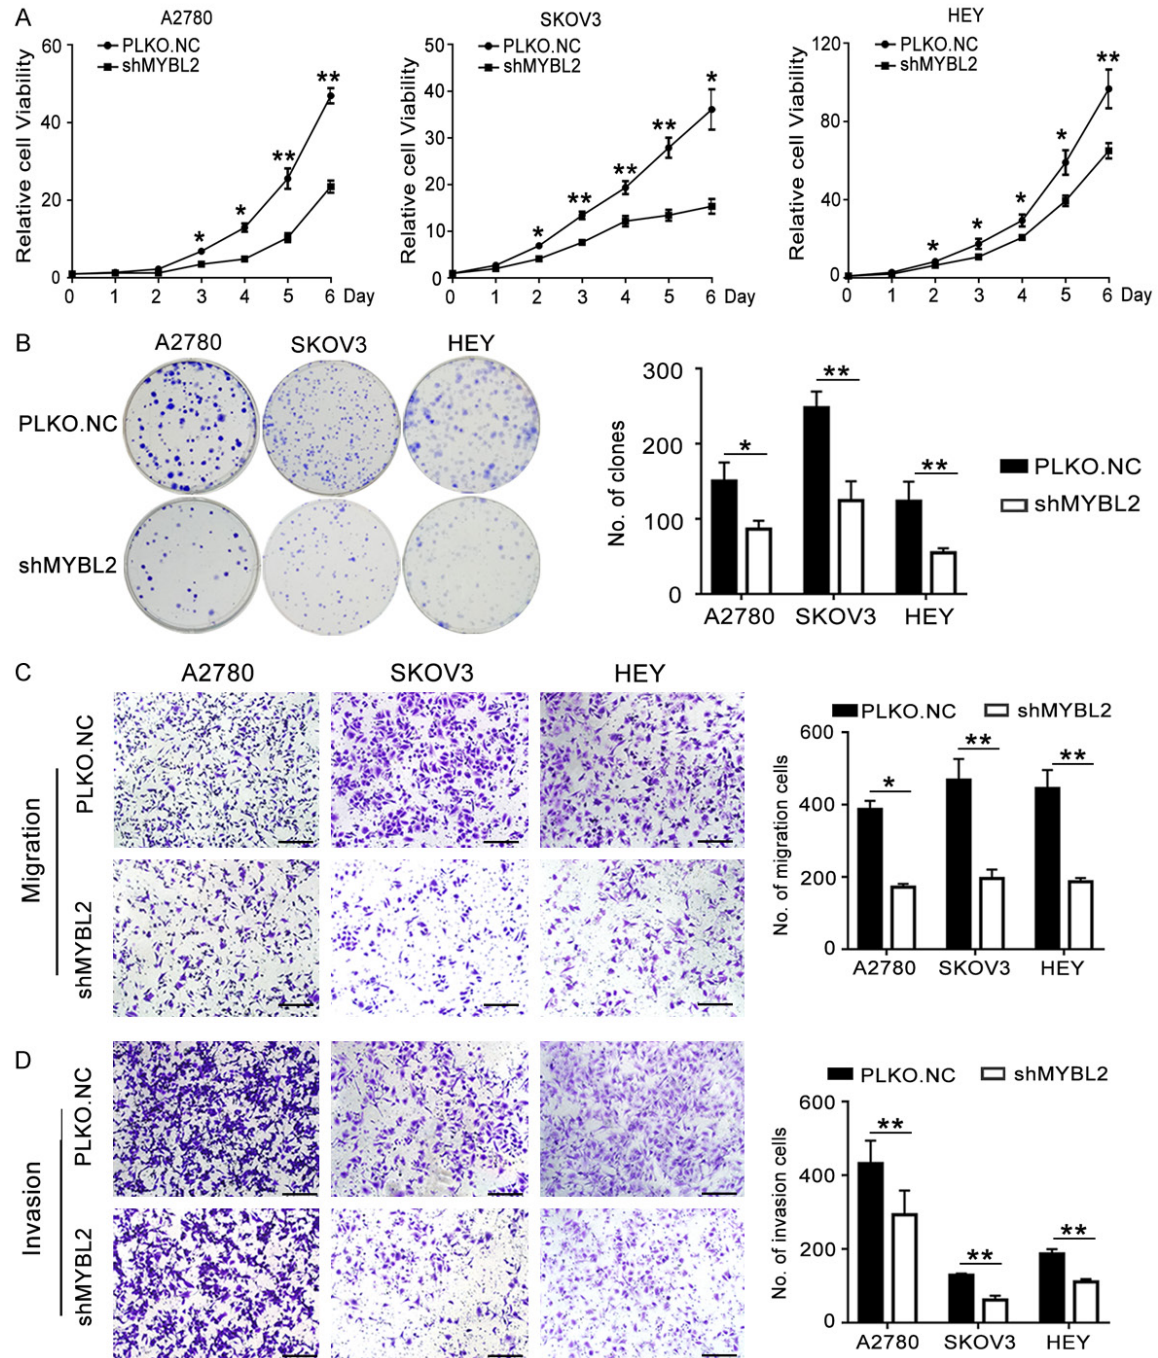 A
A2780
PLKO.NC
shMYBL2
Relative cell Viability
60
40
20
0
* * ** **
0 1 2 3 4 5 6 Day
SKOV3
PLKO.NC
shMYBL2
Relative cell Viability
50
40
30
20
10
0
* ** ** ** *
0 1 2 3 4 5 6 Day
HEY
PLKO.NC
shMYBL2
Relative cell Viability
120
80
40
0
* * * * **
0 1 2 3 4 5 6 Day
B
A2780 SKOV3 HEY
PLKO.NC
shMYBL2
No. of clones
300
200
100
0
* ** **
A2780 SKOV3 HEY
PLKO.NC
shMYBL2
C
A2780 SKOV3 HEY
Migration
PLKO.NC
shMYBL2
PLKO.NC shMYBL2
No. of migration cells
600
400
200
0
* ** **
A2780 SKOV3 HEY
D
Invasion
PLKO.NC
shMYBL2
PLKO.NC shMYBL2
No. of invasion cells
600
400
200
0
** ** **
A2780 SKOV3 HEY